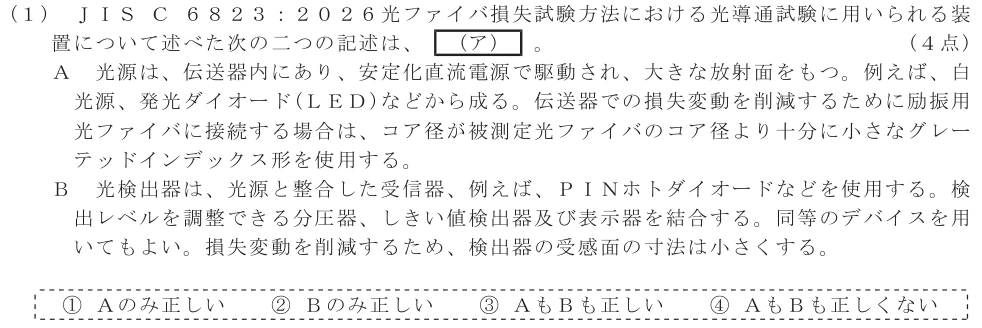 (1) ＪＩＳ Ｃ ６８２３：２０２６光ファイバ損失試験方法における光導通試験に用いられる装
置について述べた次の二つの記述は、 （ア） 。 （４点）
Ａ 光源は、伝送器内にあり、安定化直流電源で駆動され、大きな放射面をもつ。例えば、白
光源、発光ダイオード(ＬＥＤ)などから成る。伝送器での損失変動を削減するために励振用
光ファイバに接続する場合は、コア径が被測定光ファイバのコア径より十分に小さなグレー
テッドインデックス形を使用する。
Ｂ 光検出器は、光源と整合した受信器、例えば、ＰＩＮホトダイオードなどを使用する。検
出レベルを調整できる分圧器、しきい値検出器及び表示器を結合する。同等のデバイスを用
いてもよい。損失変動を削減するため、検出器の受感面の寸法は小さくする。
① Ａのみ正しい ② Ｂのみ正しい ③ ＡもＢも正しい ④ ＡもＢも正しくない